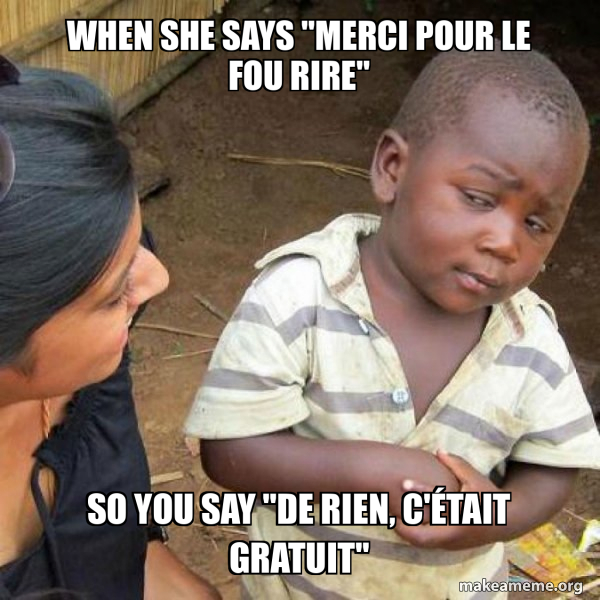 WHEN SHE SAYS "MERCI POUR LE
FOU RIRE"
SO YOU SAY "DE RIEN, C'ÉTAIT
GRATUIT"
makeameme.org